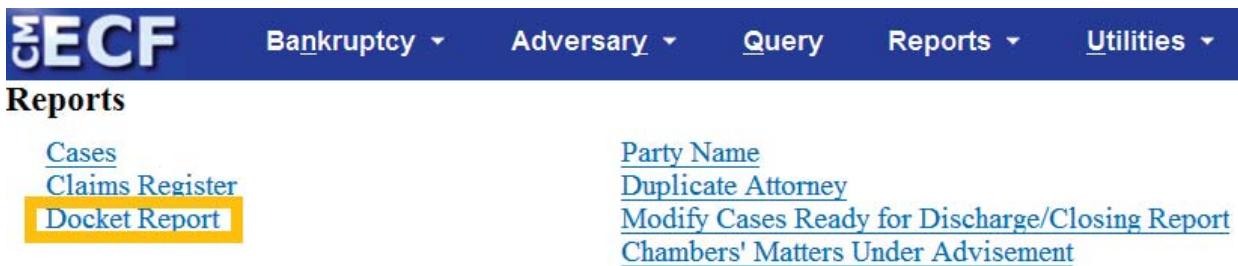 CM ECF Bankruptcy Adversary Query Reports Utilities
Reports
Cases
Claims Register
Docket Report
Party Name
Duplicate Attorney
Modify Cases Ready for Discharge/Closing Report
Chambers' Matters Under Advisement